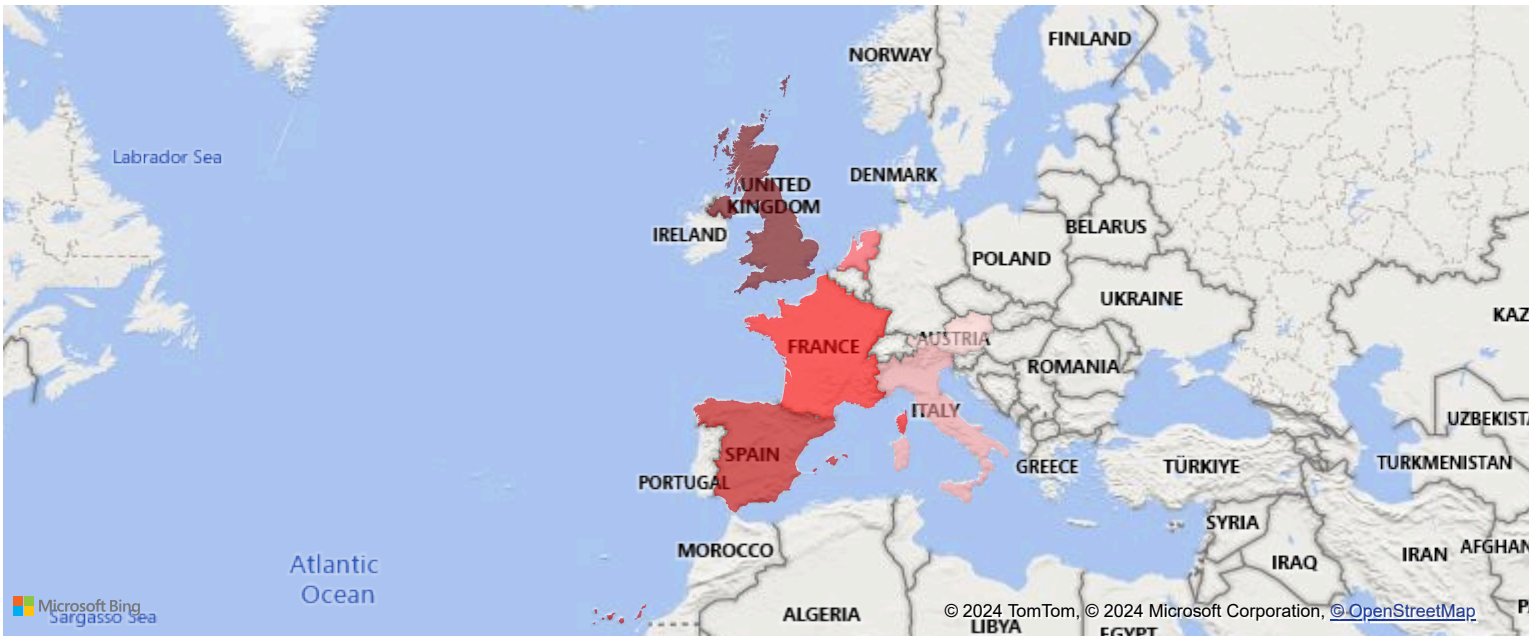 NORWAY
FINLAND
Labrador Sea
DENMARK
UNITED
KINGDOM
IRELAND
BELARUS
POLAND
UKRAINE
KAZ
AUSTRIA
FRANCE
ROMANIA
ITALY
UZBEKISTA
SPAIN
GREECE
TÜRKIYE
TURKMENISTAN
PORTUGAL
SYRIA
MOROCCO
IRAQ
IRAN
AFGHAN
Atlantic
Ocean
Microsoft Bing
Sargasso Sea
ALGERIA
© 2024 TomTom, © 2024 Microsoft Corporation, © OpenStreetMap
LIBYA
EGYPT